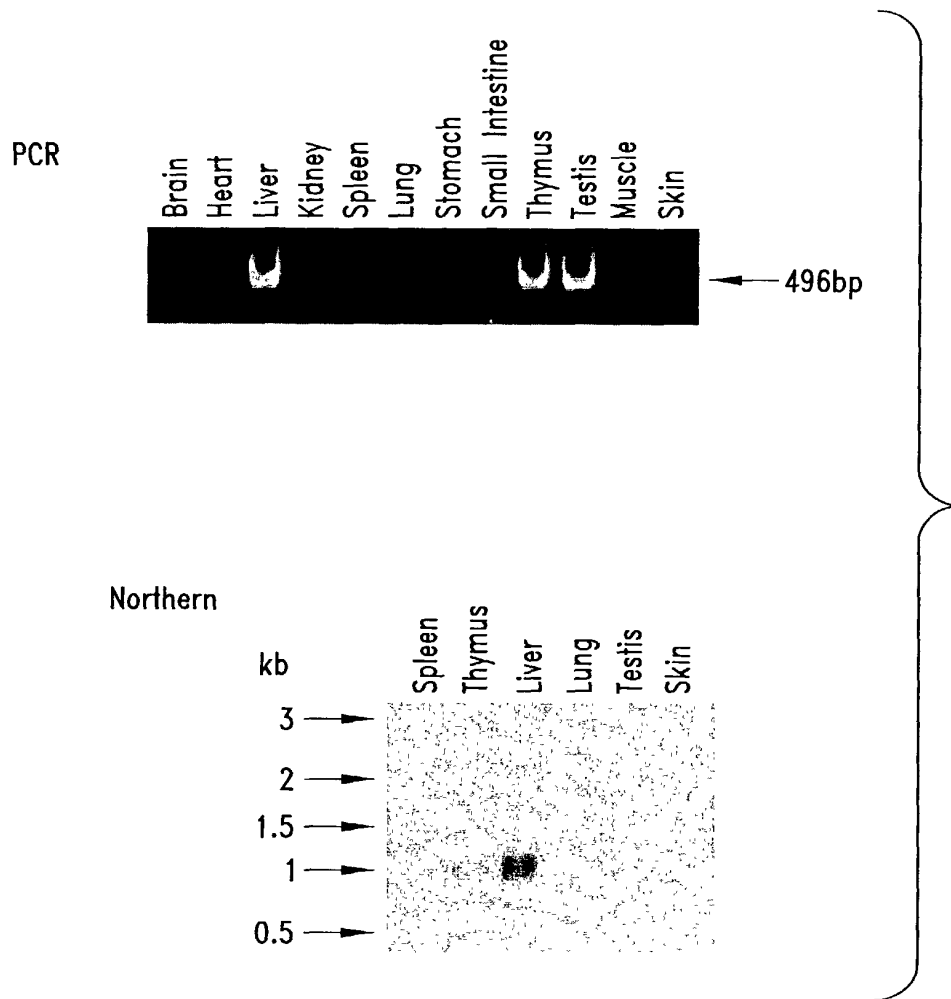 PCR
Brain
Heart
Liver
Kidney
Spleen
Lung
Stomach
Small Intestine
Thymus
Testis
Muscle
Skin
496bp
Northern
kb
Spleen
Thymus
Liver
Lung
Testis
Skin
3
2
1.5
1
0.5